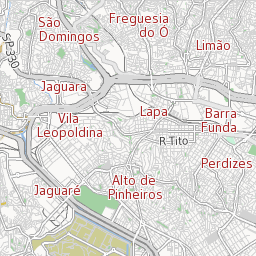 São
Domingos
Freguesia
do Ó
Limão
SP-330
Jaguara
Lapa
Barra
Funda
Vila
Leopoldina
R Tito
Perdizes
Jaguaré
Alto de
Pinheiros